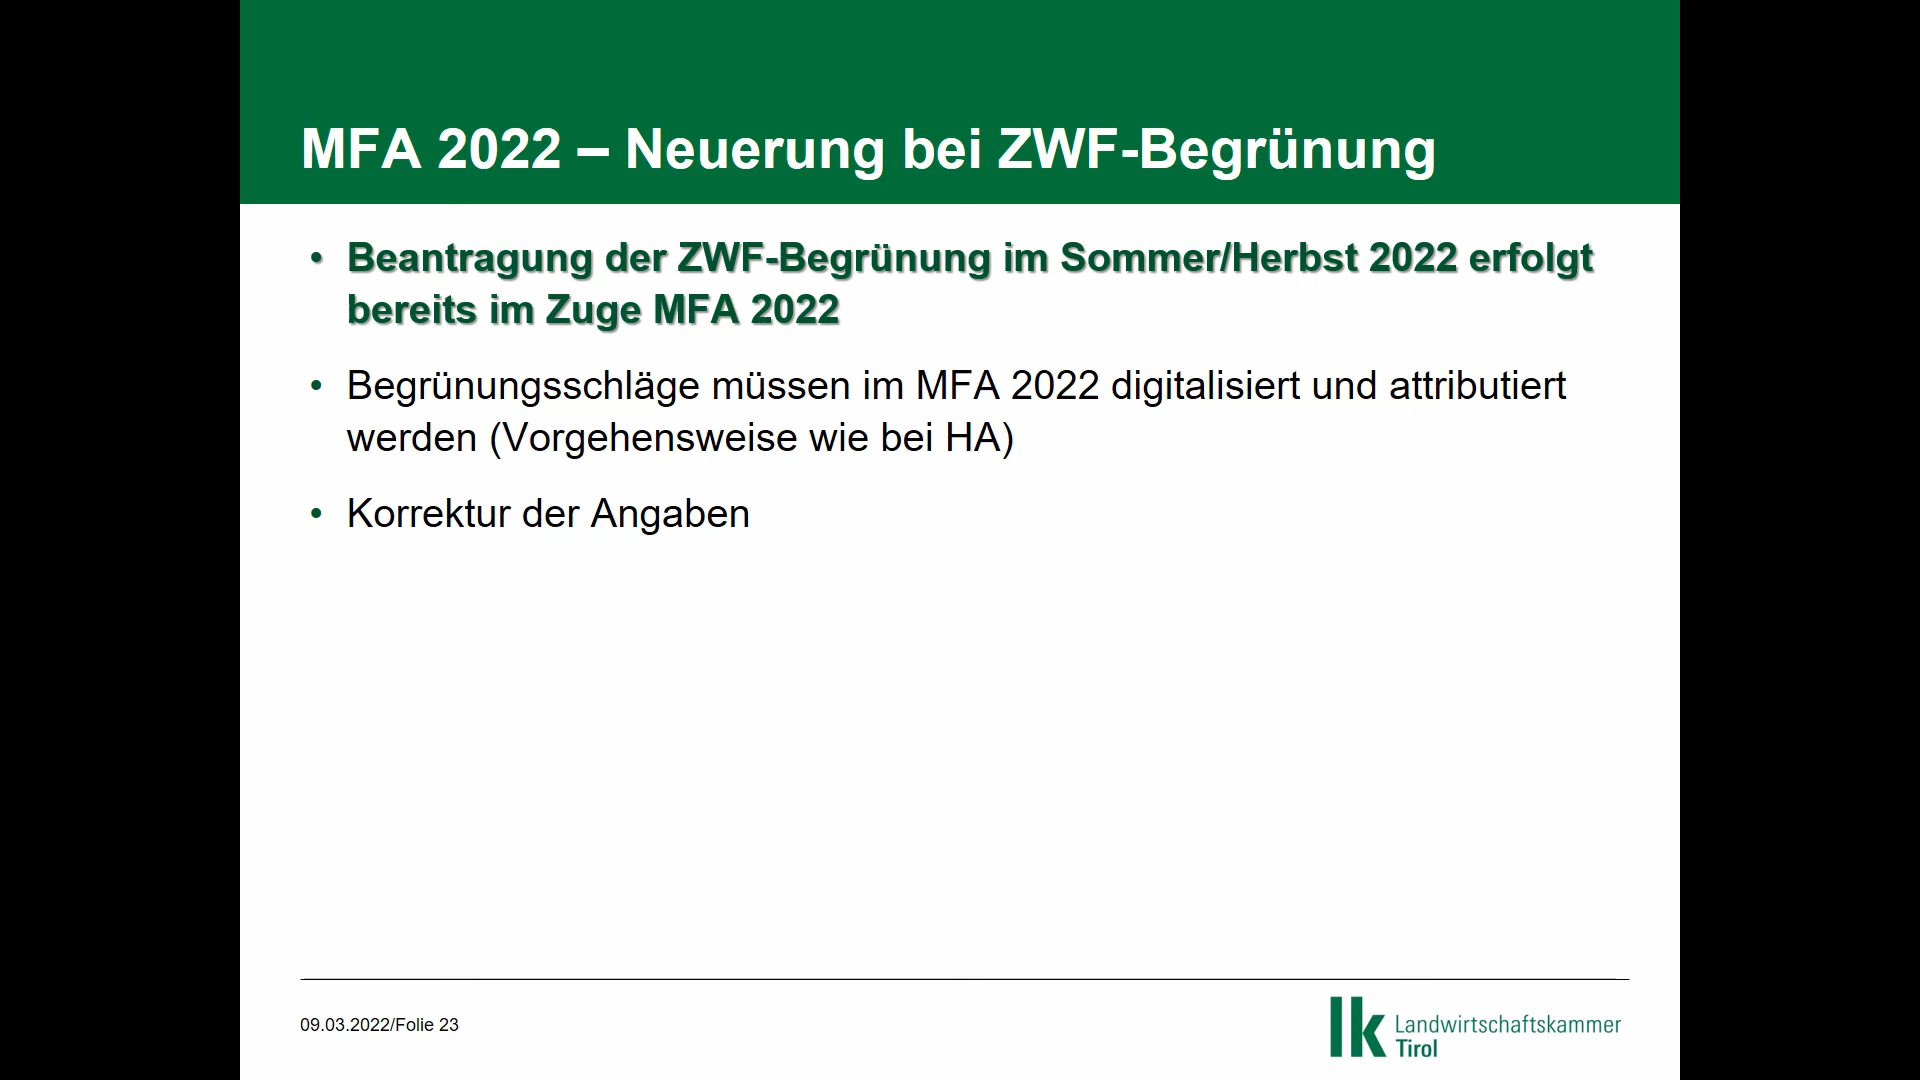 MFA 2022 – Neuerung bei ZWF-Begrünung
• Beantragung der ZWF-Begrünung im Sommer/Herbst 2022 erfolgt
bereits im Zuge MFA 2022
• Begrünungsschläge müssen im MFA 2022 digitalisiert und attributiert
werden (Vorgehensweise wie bei HA)
• Korrektur der Angaben
09.03.2022/Folie 23
lk Landwirtschaftskammer
Tirol